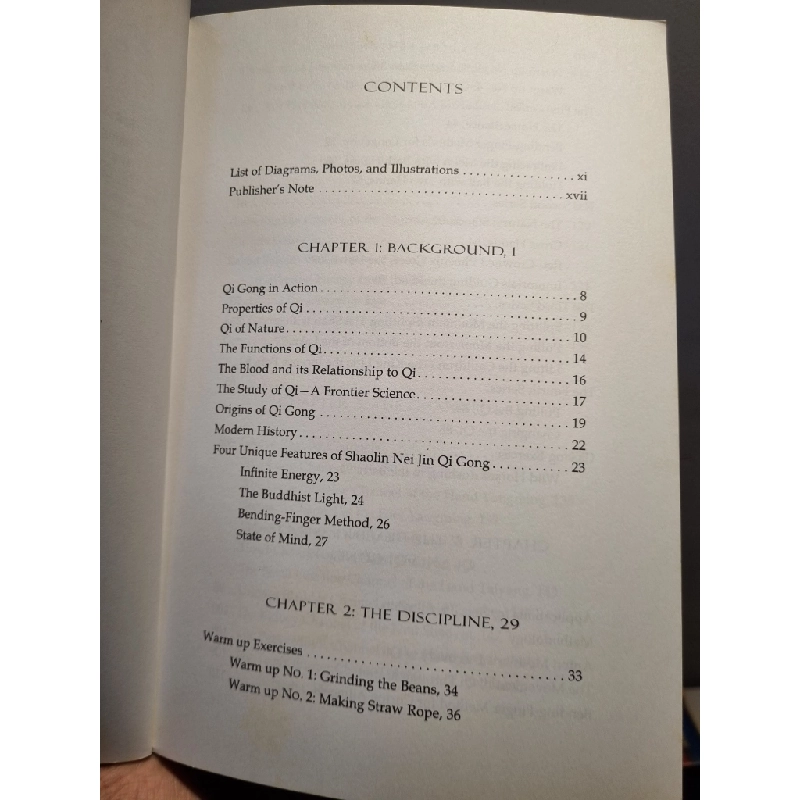 CONTENTS
List of Diagrams, Photos, and Illustrations . . . . . . . . . . . . . . . . . xi
Publisher's Note . . . . . . . . . . . . . . . . . . . . . . . . . . . . . . . . . . . . . . . xvii
CHAPTER 1: BACKGROUND, 1
Qi Gong in Action . . . . . . . . . . . . . . . . . . . . . . . . . . . . . . . . . . . . . . . . 8
Properties of Qi . . . . . . . . . . . . . . . . . . . . . . . . . . . . . . . . . . . . . . . . . . 9
Qi of Nature . . . . . . . . . . . . . . . . . . . . . . . . . . . . . . . . . . . . . . . . . . . . 10
The Functions of Qi . . . . . . . . . . . . . . . . . . . . . . . . . . . . . . . . . . . . . . 14
The Blood and its Relationship to Qi . . . . . . . . . . . . . . . . . . . . . . . . 16
The Study of Qi—A Frontier Science . . . . . . . . . . . . . . . . . . . . . . . . 17
Origins of Qi Gong . . . . . . . . . . . . . . . . . . . . . . . . . . . . . . . . . . . . . . . 19
Modern History . . . . . . . . . . . . . . . . . . . . . . . . . . . . . . . . . . . . . . . . . . 22
Four Unique Features of Shaolin Nei Jin Qi Gong . . . . . . . . . . . . 23
Infinite Energy, 23
The Buddhist Light, 24
Bending-Finger Method, 26
State of Mind, 27
CHAPTER 2: THE DISCIPLINE, 29
Warm up Exercises . . . . . . . . . . . . . . . . . . . . . . . . . . . . . . . . . . . . . . . 33
Warm up No. 1: Grinding the Beans, 34
Warm up No. 2: Making Straw Rope, 36